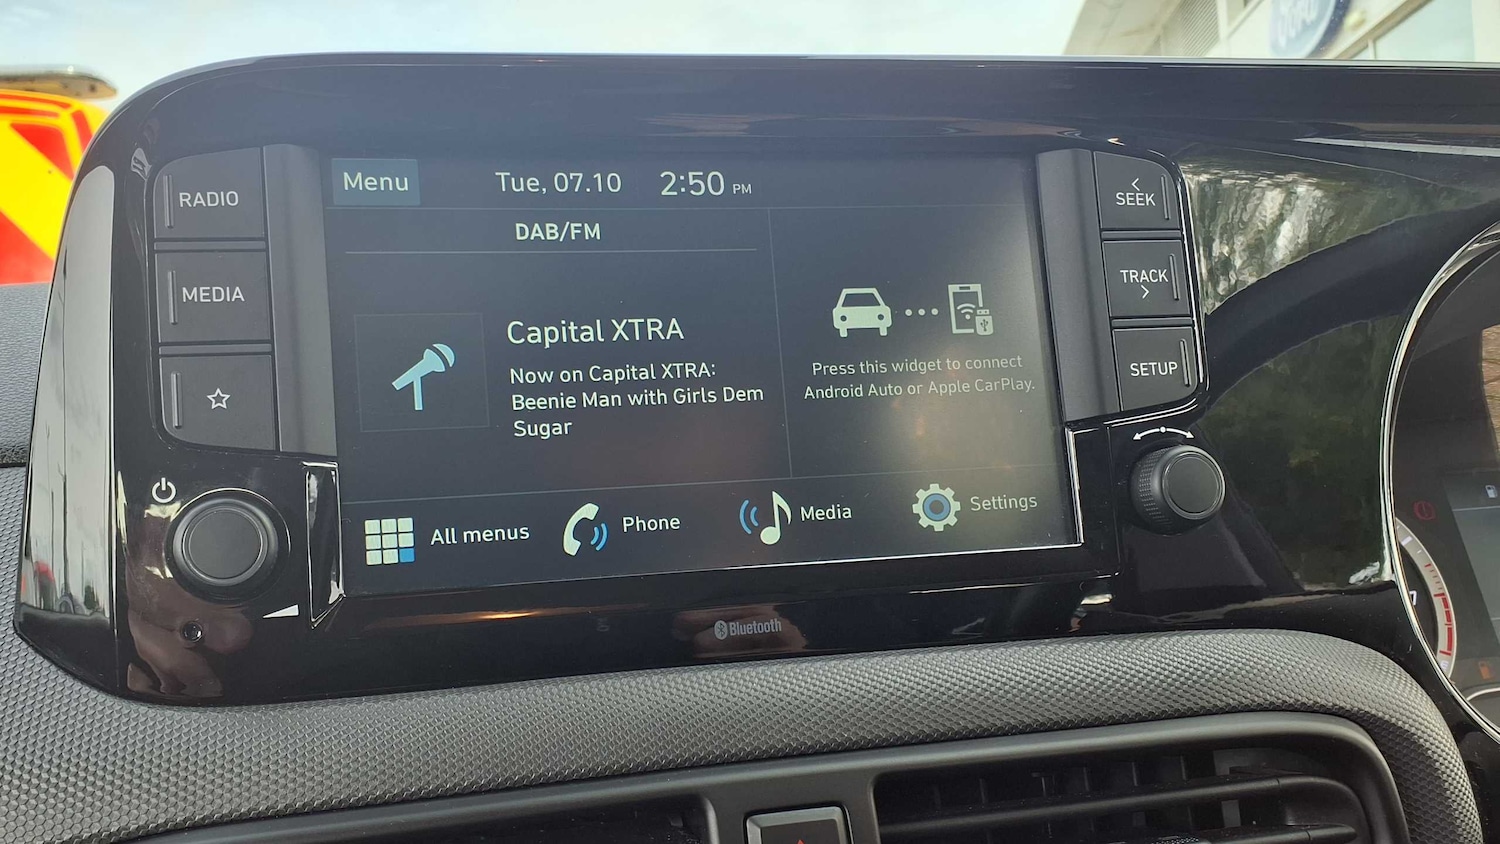 Ford
RADIO
MEDIA
Menu
Tue, 07.10
2:50 PM
DAB/FM
Capital XTRA
Now on Capital XTRA:
Beenie Man with Girls Dem
Sugar
Press this widget to connect
Android Auto or Apple CarPlay.
All menus
Phone
Media
Settings
SEEK
TRACK
SETUP
Bluetooth